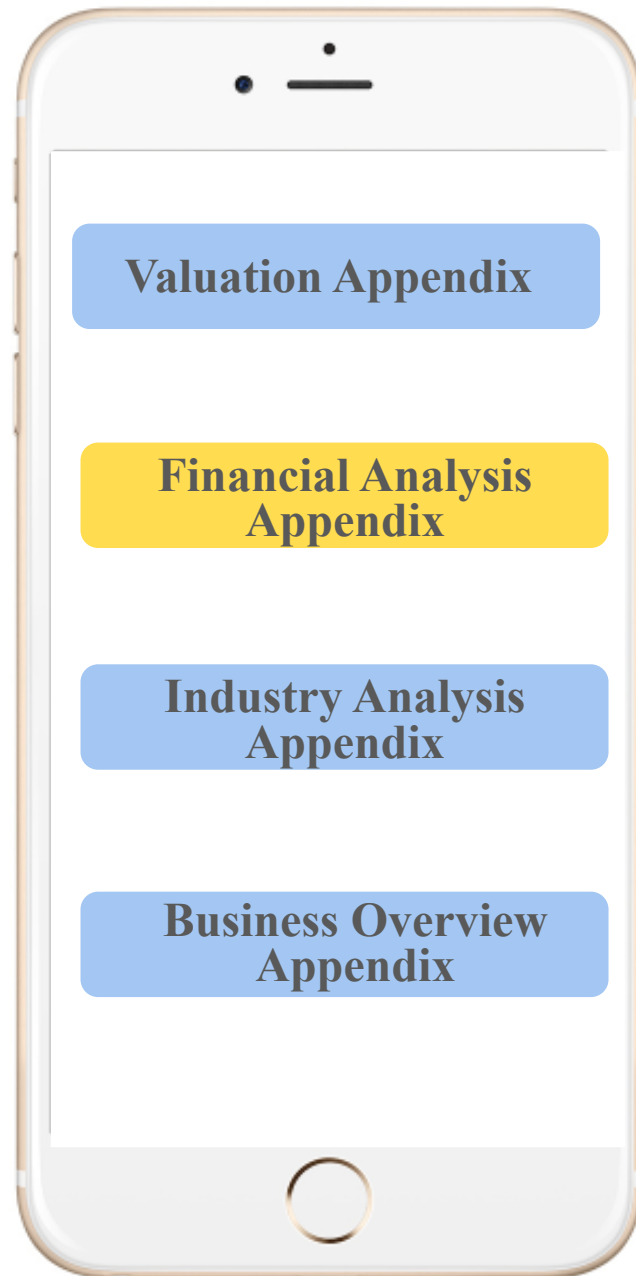 Valuation Appendix
Financial Analysis
Appendix
Industry Analysis
Appendix
Business Overview
Appendix